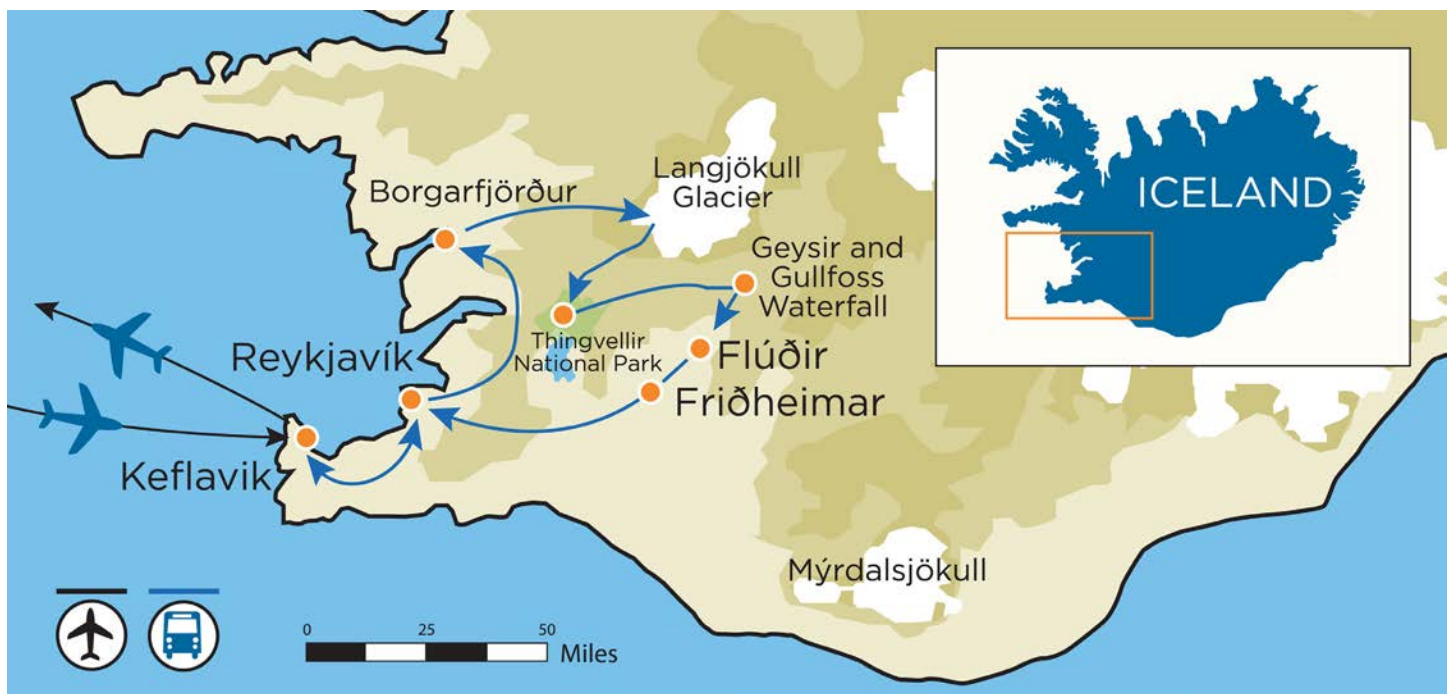 Borgarfjörður
Langjökull
Glacier
Geysir and
Gullfoss
Waterfall
ICELAND
Thingvellir
National Park
Reykjavík
Flúðir
Friðheimar
Keflavik
Mýrdalsjökull
0 25 50
Miles